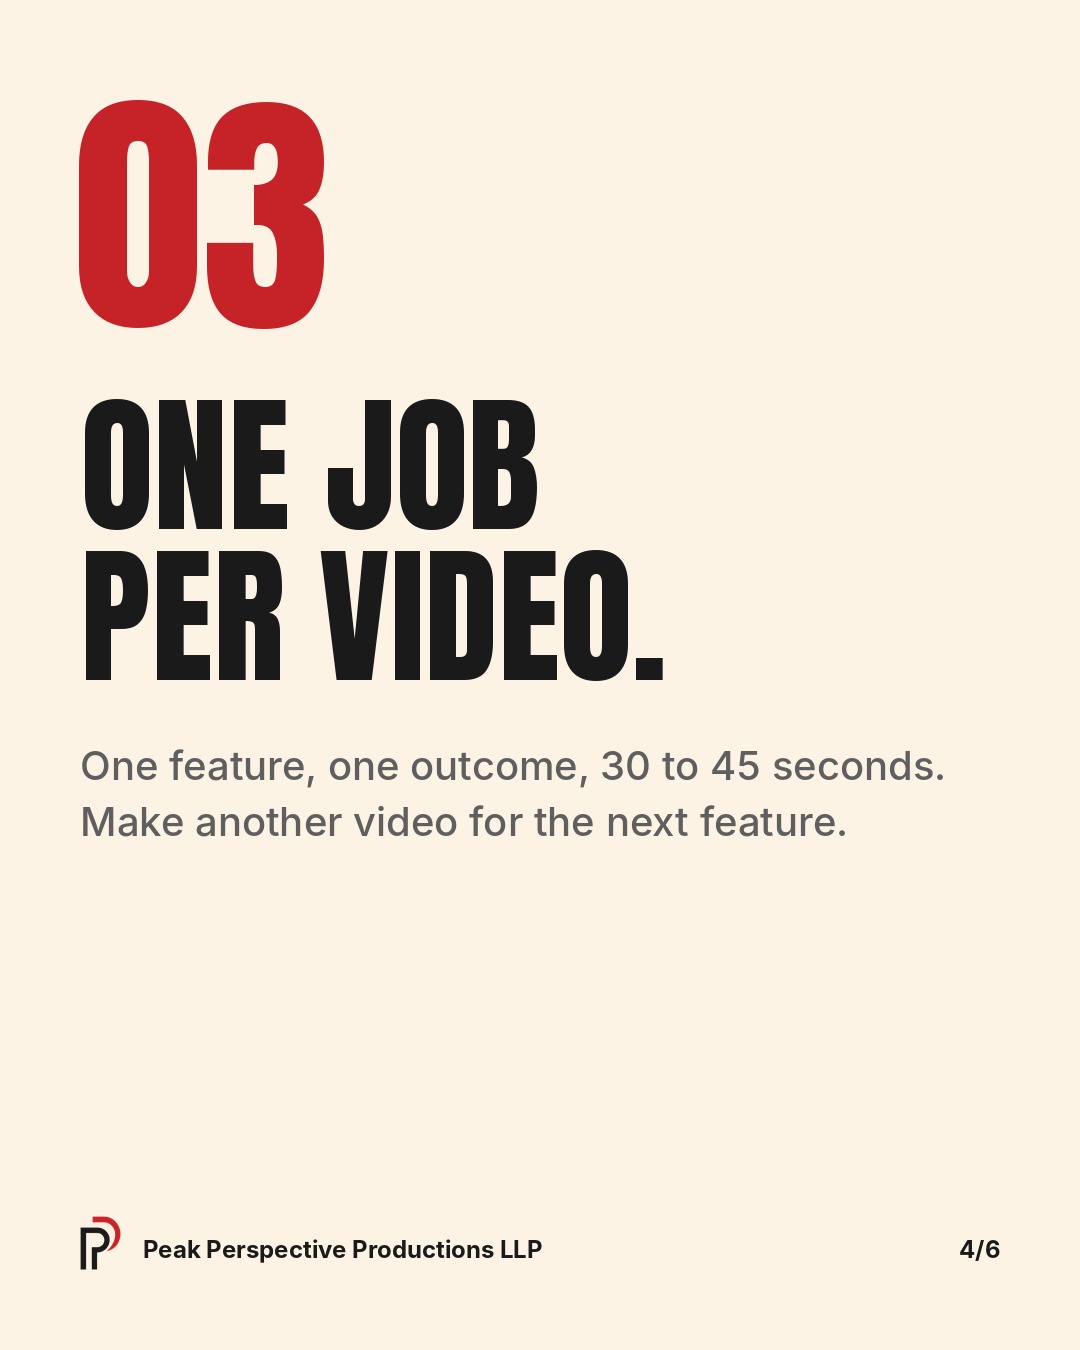 03
ONE JOB
PER VIDEO.
One feature, one outcome, 30 to 45 seconds.
Make another video for the next feature.
Peak Perspective Productions LLP
4/6